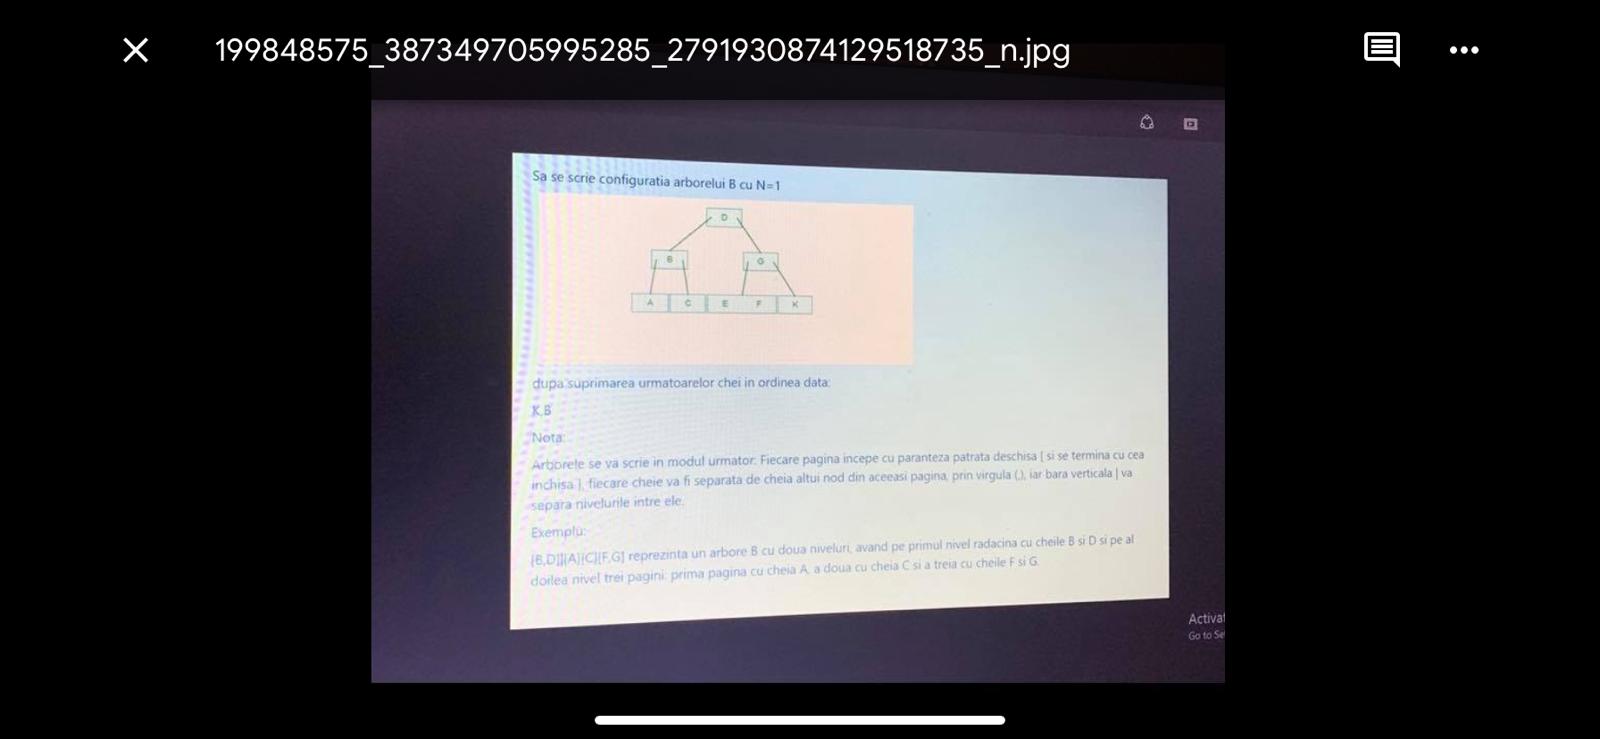 199848575_387349705995285_2791930874129518735_n.jpg
Sa se scrie configuratia arborelui B cu N=1
D
B G
A C E F K
dupa suprimarea urmatoarelor chei in ordinea data:
K,B
Nota:
Arborele se va scrie in modul urmator: Fiecare pagina incepe cu paranteza patrata deschisa [ si se termina cu cea
inchisa ], fiecare cheie va fi separata de cheia altui nod din aceeasi pagina, prin virgula (,), iar bara verticala | va
separa nivelurile intre ele.
Exemplu:
[B,D]|[A][C][F,G] reprezinta un arbore B cu doua niveluri, avand pe primul nivel radacina cu cheile B si D si pe al
doilea nivel trei pagini: prima pagina cu cheia A, a doua cu cheia C si a treia cu cheile F si G.
Activat
Go to Se